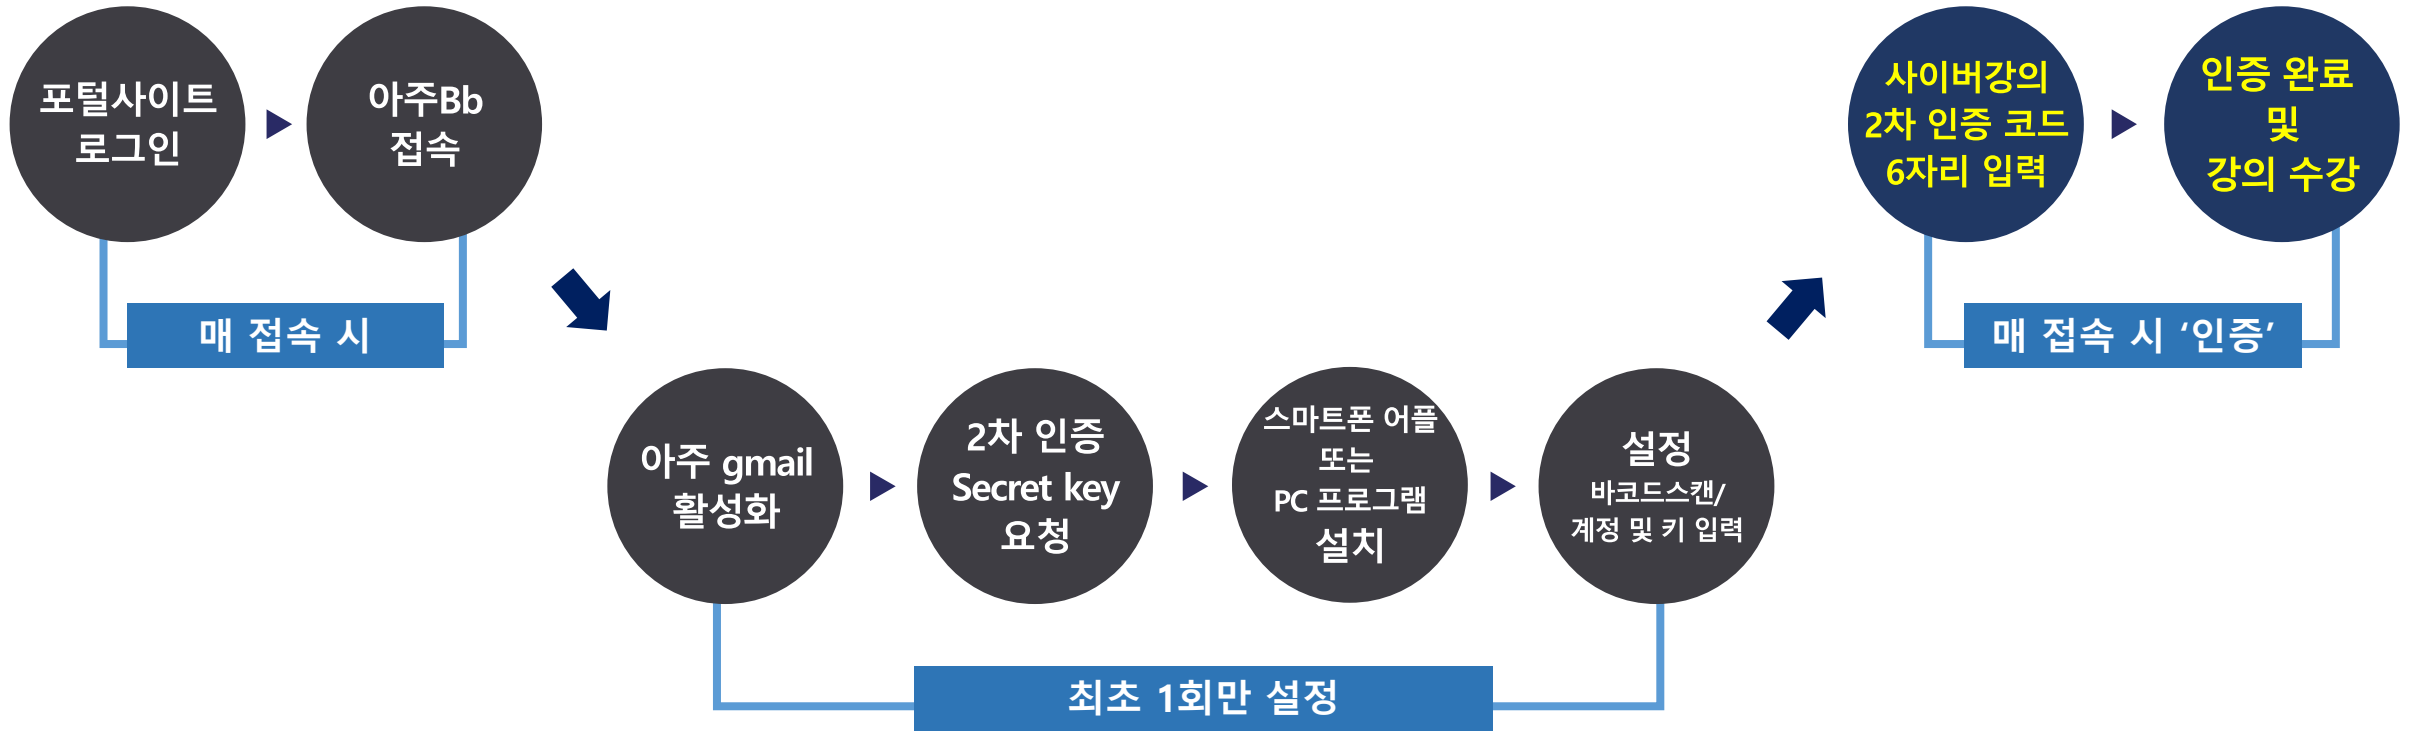 포털사이트
로그인
아주Bb
접속
매 접속 시
아주 gmail
활성화
2차 인증
Secret key
요청
스마트폰 어플
또는
PC 프로그램
설치
설정
바코드스캔/
계정 및 키 입력
최초 1회만 설정
사이버강의
2차 인증 코드
6자리 입력
인증 완료
및
강의 수강
매 접속 시 ‘인증’